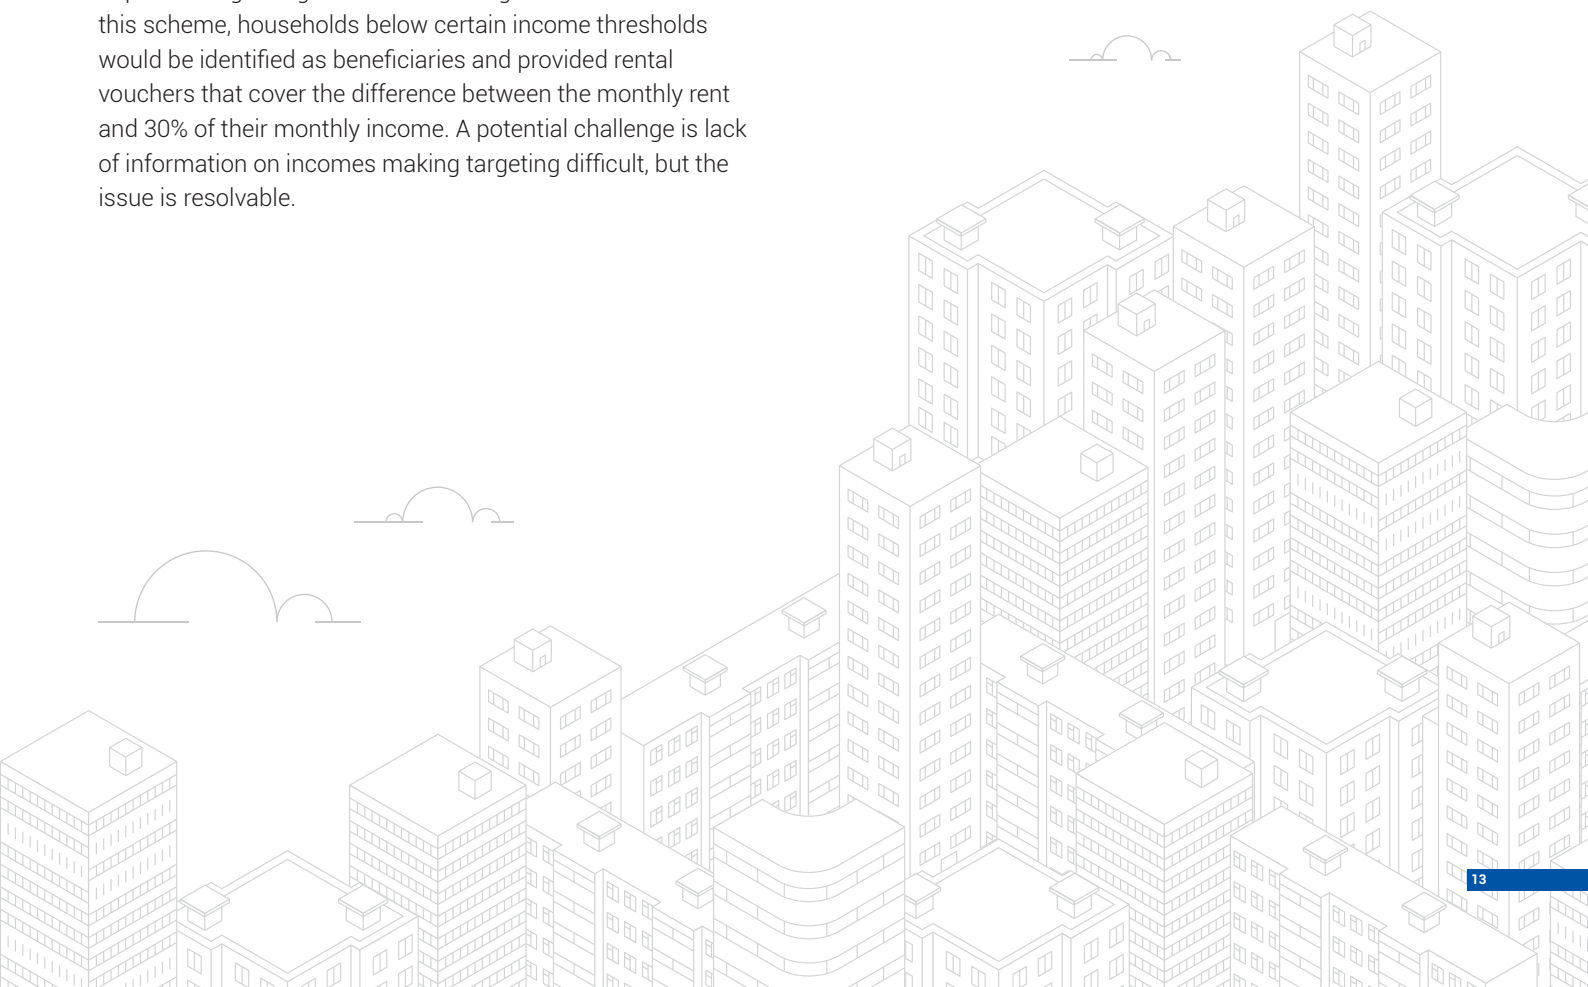 this scheme, households below certain income thresholds
would be identified as beneficiaries and provided rental
vouchers that cover the difference between the monthly rent
and 30% of their monthly income. A potential challenge is lack
of information on incomes making targeting difficult, but the
issue is resolvable.
13